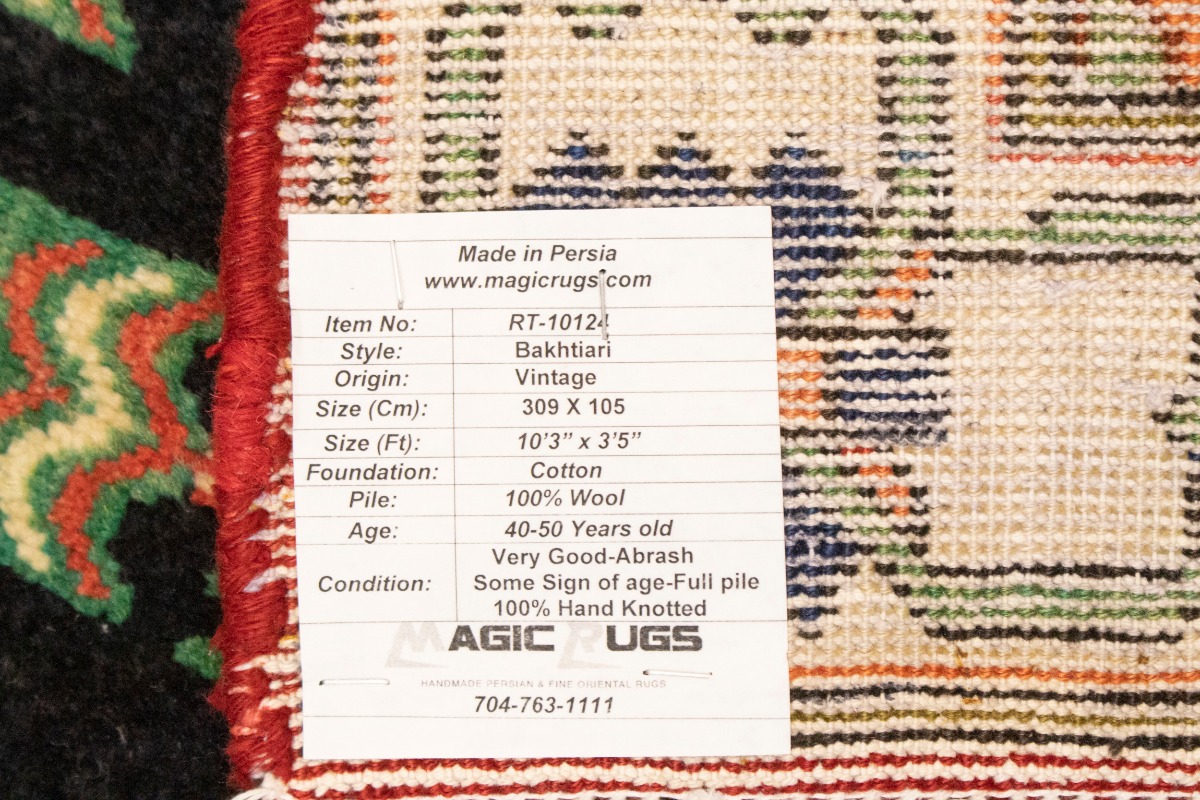 Made in Persia
www.magicrugs.com
Item No: RT-10124
Style: Bakhtiari
Origin: Vintage
Size (Cm): 309 X 105
Size (Ft): 10'3" x 3'5"
Foundation: Cotton
Pile: 100% Wool
Age: 40-50 Years old
Condition: Very Good-Abrash
Some Sign of age-Full pile
100% Hand Knotted
MAGIC RUGS
HANDMADE PERSIAN & FINE ORIENTAL RUGS
704-763-1111